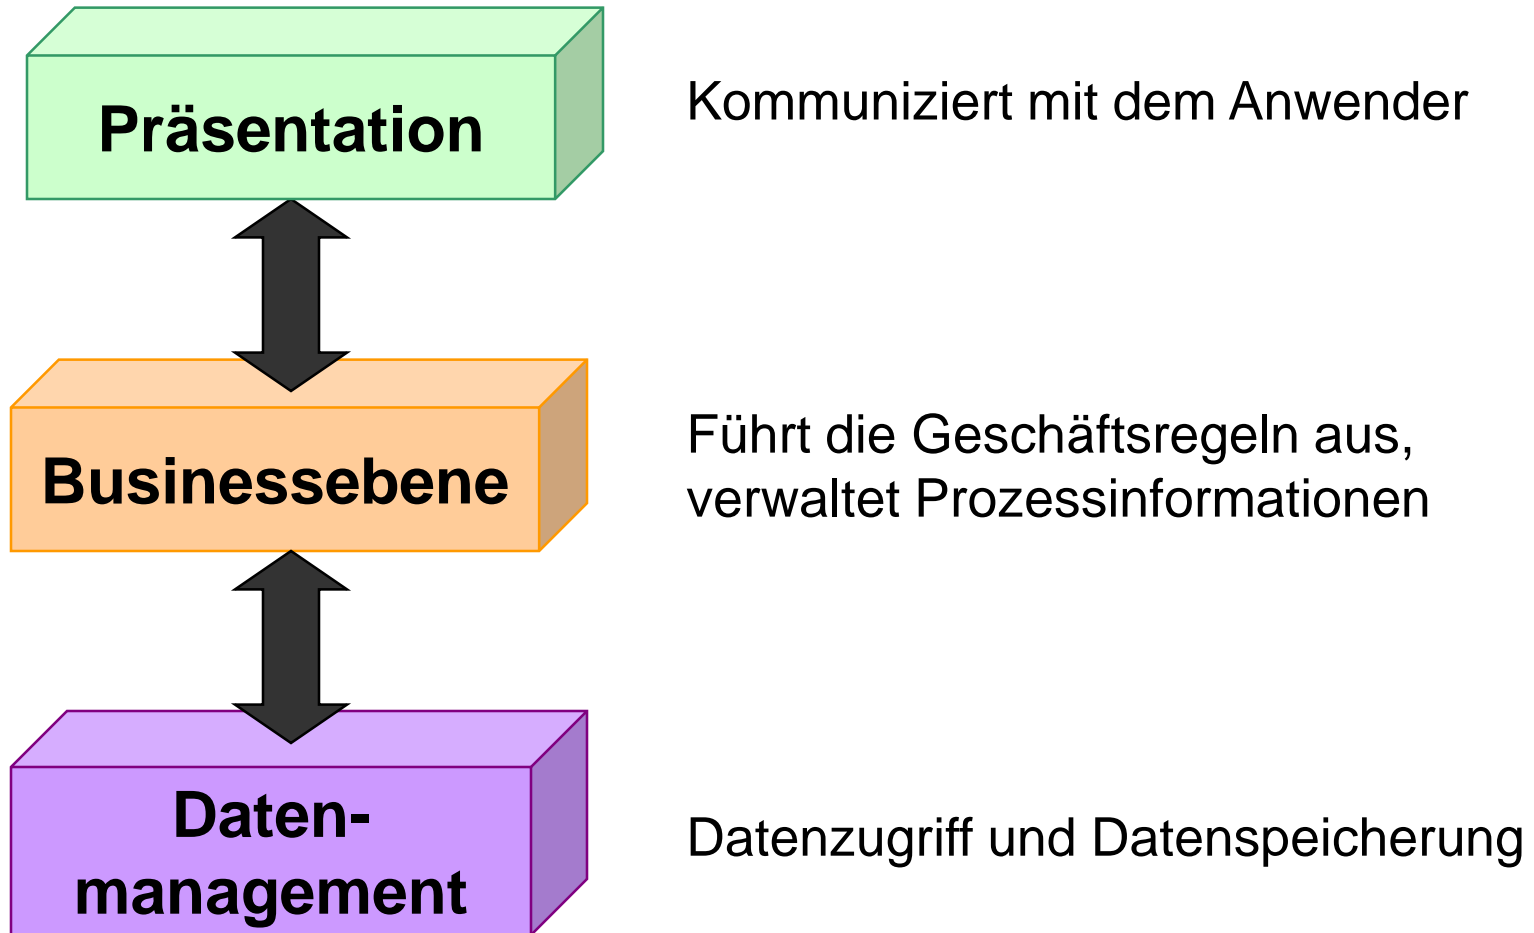 Präsentation
Kommuniziert mit dem Anwender
Businessebene
Führt die Geschäftsregeln aus,
verwaltet Prozessinformationen
Daten-
management
Datenzugriff und Datenspeicherung